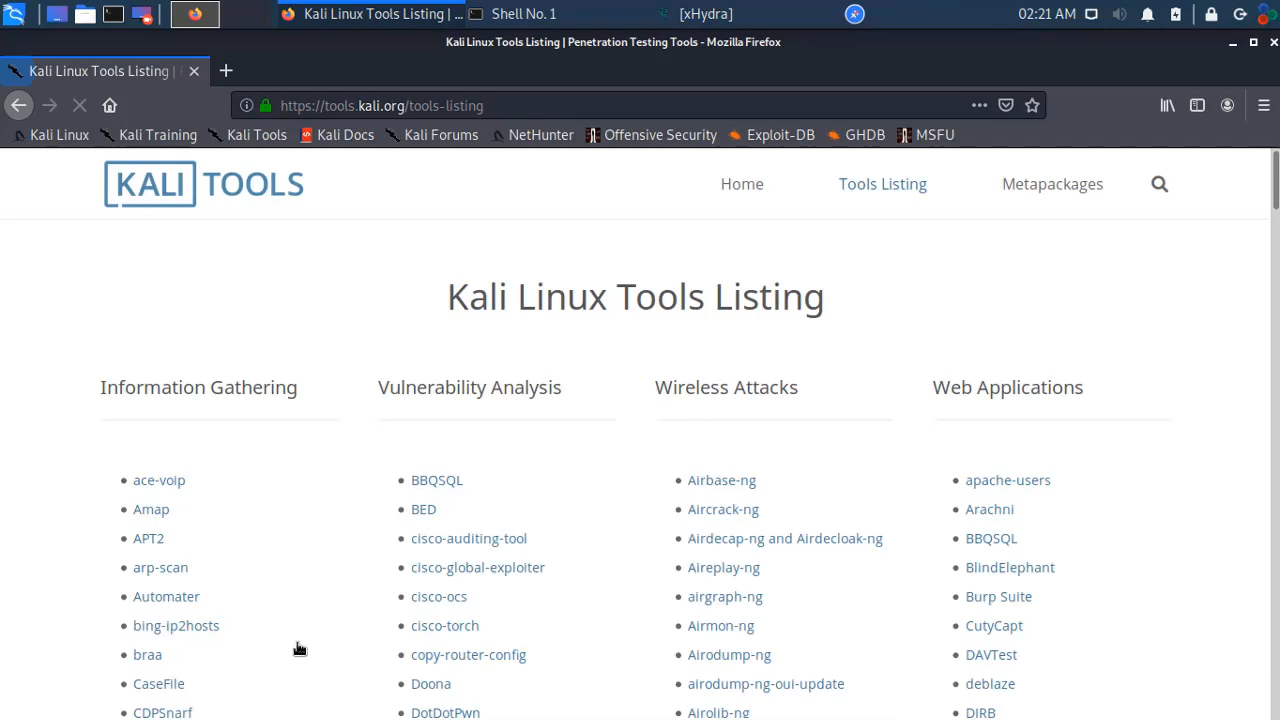 Kali Linux Tools Listing | ...
Shell No. 1
[xHydra]
02:21 AM
Kali Linux Tools Listing | Penetration Testing Tools - Mozilla Firefox
Kali Linux Tools Listing |
https://tools.kali.org/tools-listing
Kali Linux
Kali Training
Kali Tools
Kali Docs
Kali Forums
NetHunter
Offensive Security
Exploit-DB
GHDB
MSFU
KALI TOOLS
Home
Tools Listing
Metapackages
Kali Linux Tools Listing
Information Gathering
ace-voip
Amap
APT2
arp-scan
Automater
bing-ip2hosts
braa
CaseFile
CDPSnarf
Vulnerability Analysis
BBQSQL
BED
cisco-auditing-tool
cisco-global-exploiter
cisco-ocs
cisco-torch
copy-router-config
Doona
DotDotPwn
Wireless Attacks
Airbase-ng
Aircrack-ng
Airdecap-ng and Airdecloak-ng
Aireplay-ng
airgraph-ng
Airmon-ng
Airodump-ng
airodump-ng-oui-update
Airolib-ng
Web Applications
apache-users
Arachni
BBQSQL
BlindElephant
Burp Suite
CutyCapt
DAVTest
deblaze
DIRB